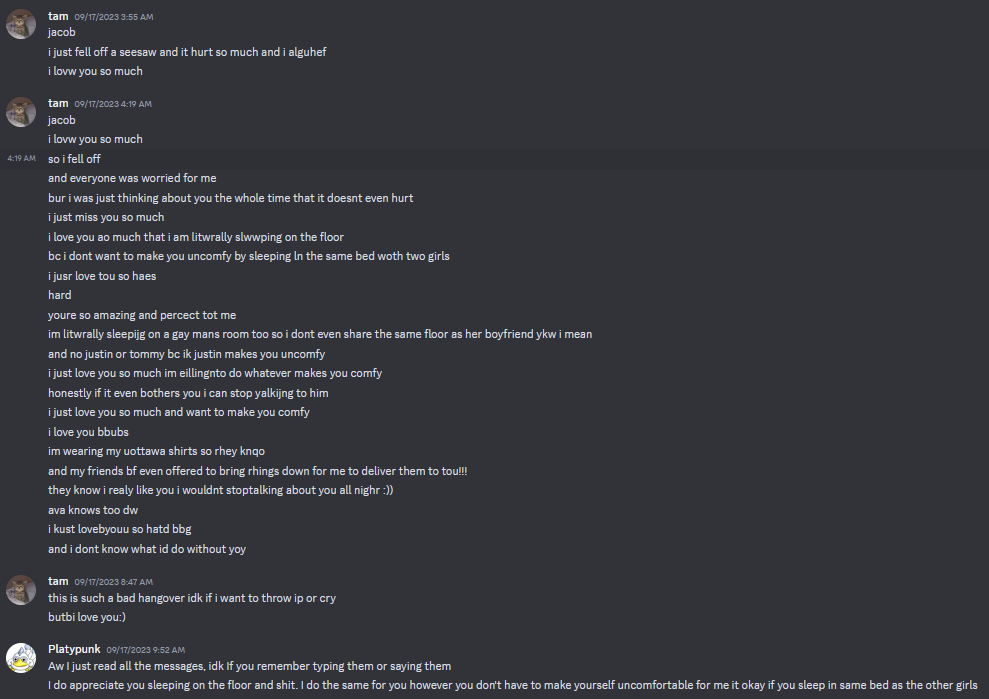 tam 09/17/2023 3:55 AM
jacob
i just fell off a seesaw and it hurt so much and i alguhef
i lovw you so much
tam 09/17/2023 4:19 AM
jacob
i lovw you so much
4:19 AM so i fell off
and everyone was worried for me
bur i was just thinking about you the whole time that it doesnt even hurt
i just miss you so much
i love you ao much that i am litwrally slwwping on the floor
bc i dont want to make you uncomfy by sleeping ln the same bed woth two girls
i jusr love tou so haes
hard
youre so amazing and percect tot me
im litwrally sleepijg on a gay mans room too so i dont even share the same floor as her boyfriend ykw i mean
and no justin or tommy bc ik justin makes you uncomfy
i just love you so much im eillingnto do whatever makes you comfy
honestly if it even bothers you i can stop yalkijng to him
i just love you so much and want to make you comfy
i love you bbubs
im wearing my uottawa shirts so rhey knqo
and my friends bf even offered to bring rhings down for me to deliver them to tou!!!
they know i realy like you i wouldnt stoptalking about you all nighr :))
ava knows too dw
i kust lovebyouu so hatd bbg
and i dont know what id do without yoy
tam 09/17/2023 8:47 AM
this is such a bad hangover idk if i want to throw ip or cry
butbi love you:)
Platypunk 09/17/2023 9:52 AM
Aw I just read all the messages, idk If you remember typing them or saying them
I do appreciate you sleeping on the floor and shit. I do the same for you however you don't have to make yourself uncomfortable for me it okay if you sleep in same bed as the other girls